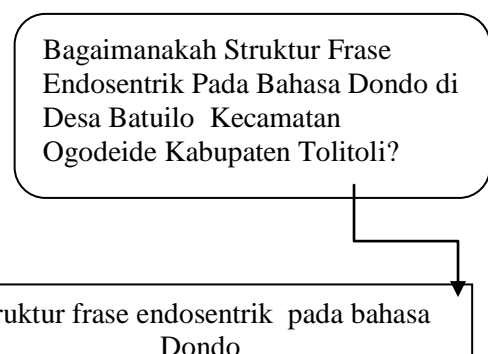 Bagaimanakah Struktur Frase
Endosentrik Pada Bahasa Dondo di
Desa Batuilo Kecamatan
Ogodeide Kabupaten Tolitoli?
ruktur frase endosentrik pada bahasa
Dondo